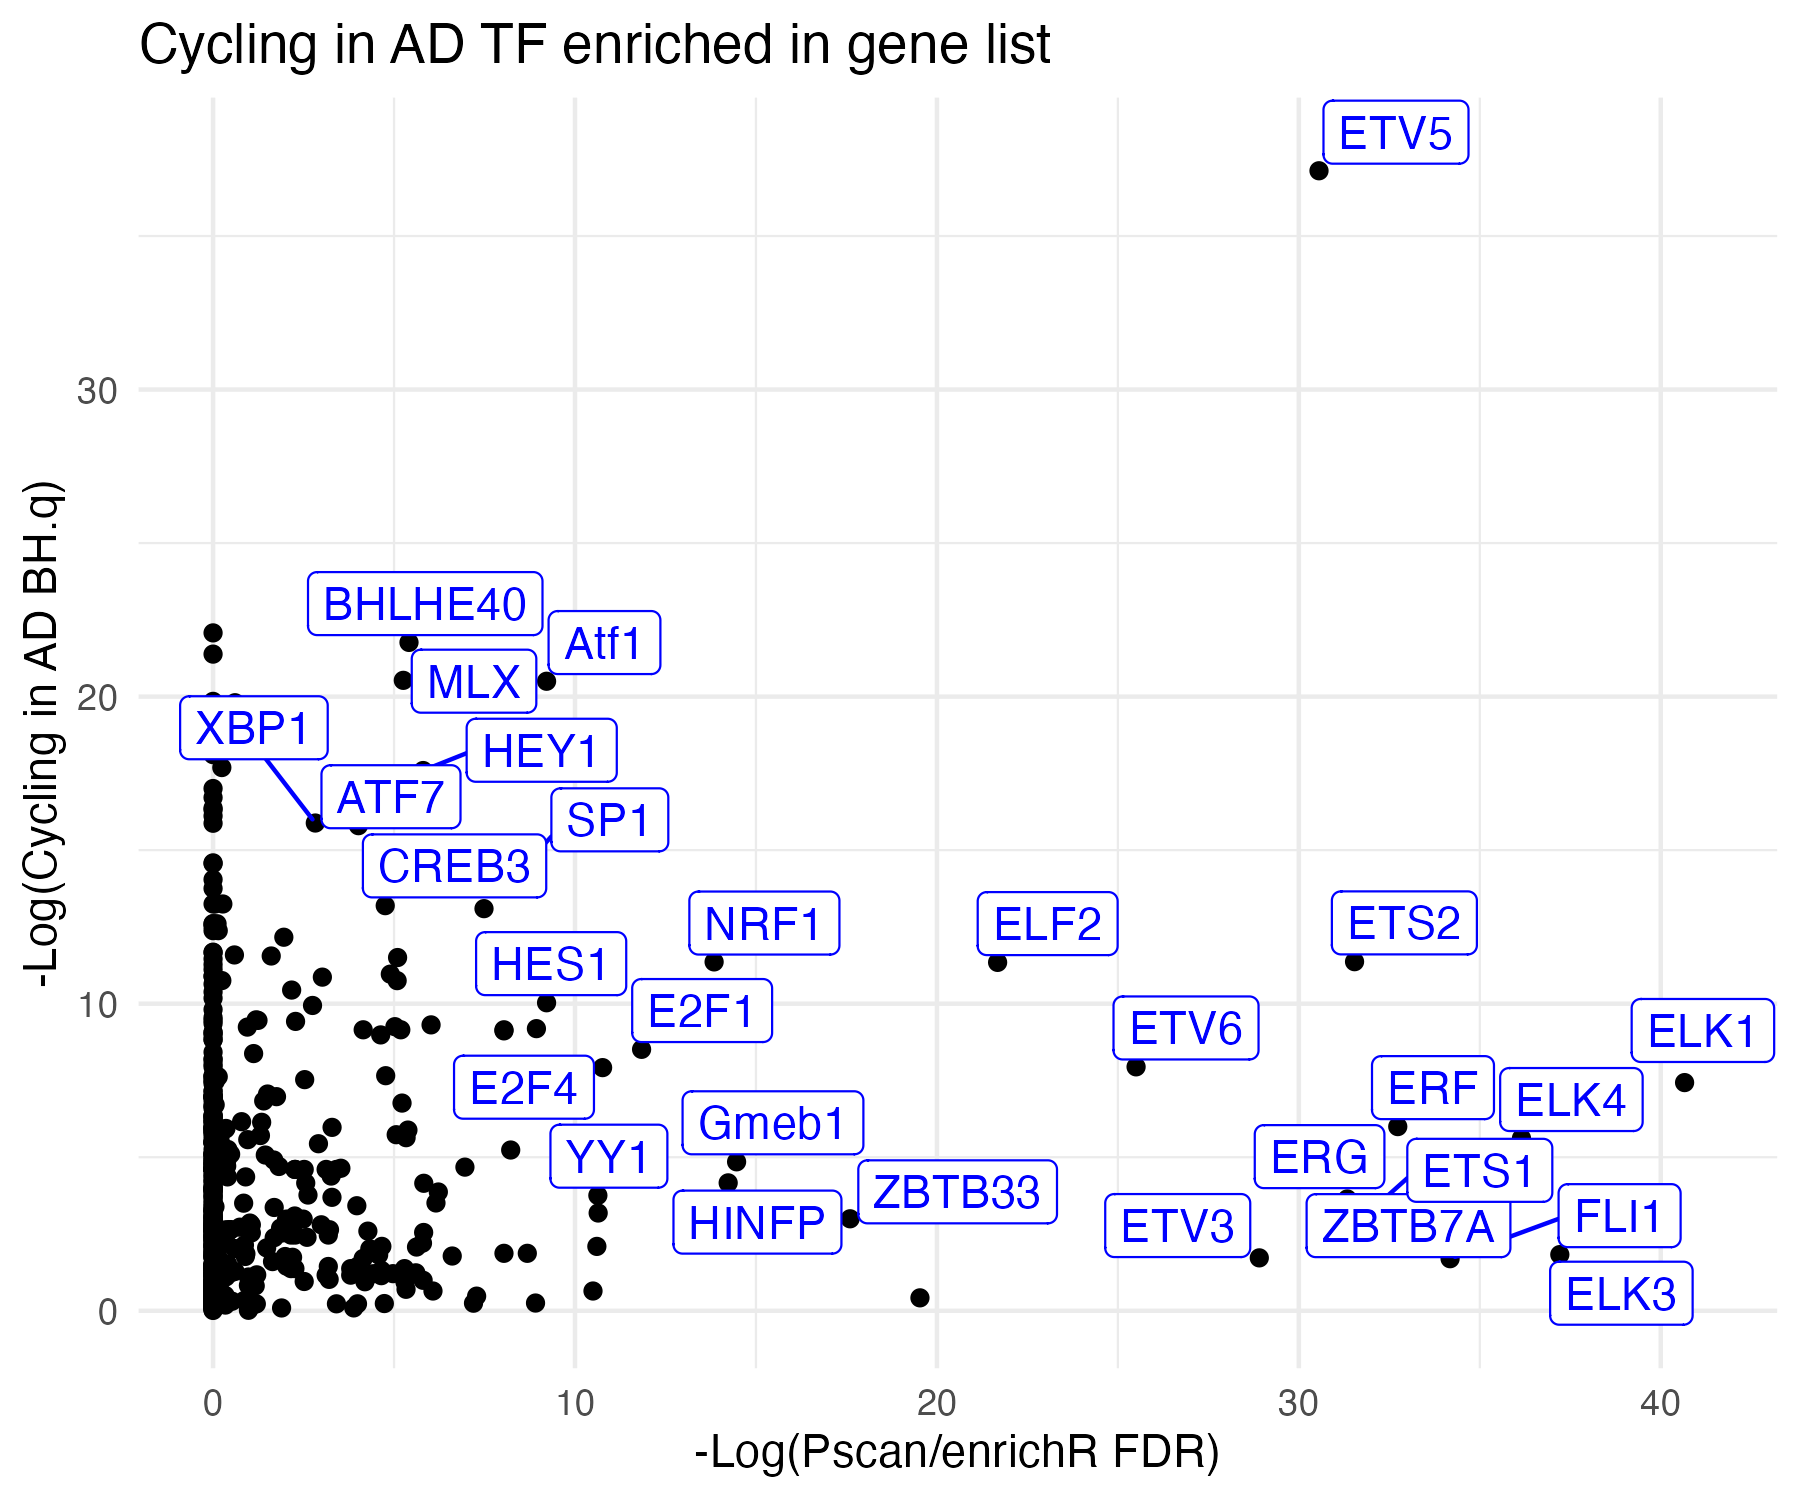 Cycling in AD TF enriched in gene list
ETV5
30
BHLHE40
Atf1
MLX
20
XBP1
HEY1
ATF7
SP1
CREB3
NRF1
ELF2
ETS2
HES1
E2F1
10
ETV6
ELK1
E2F4
ERF
ELK4
Gmeb1
YY1
ERG
ETS1
ZBTB33
HINFP
ETV3
ZBTB7A
FLI1
ELK3
0
-Log(Cycling in AD BH.q)
0 10 20 30 40
-Log(Pscan/enrichR FDR)